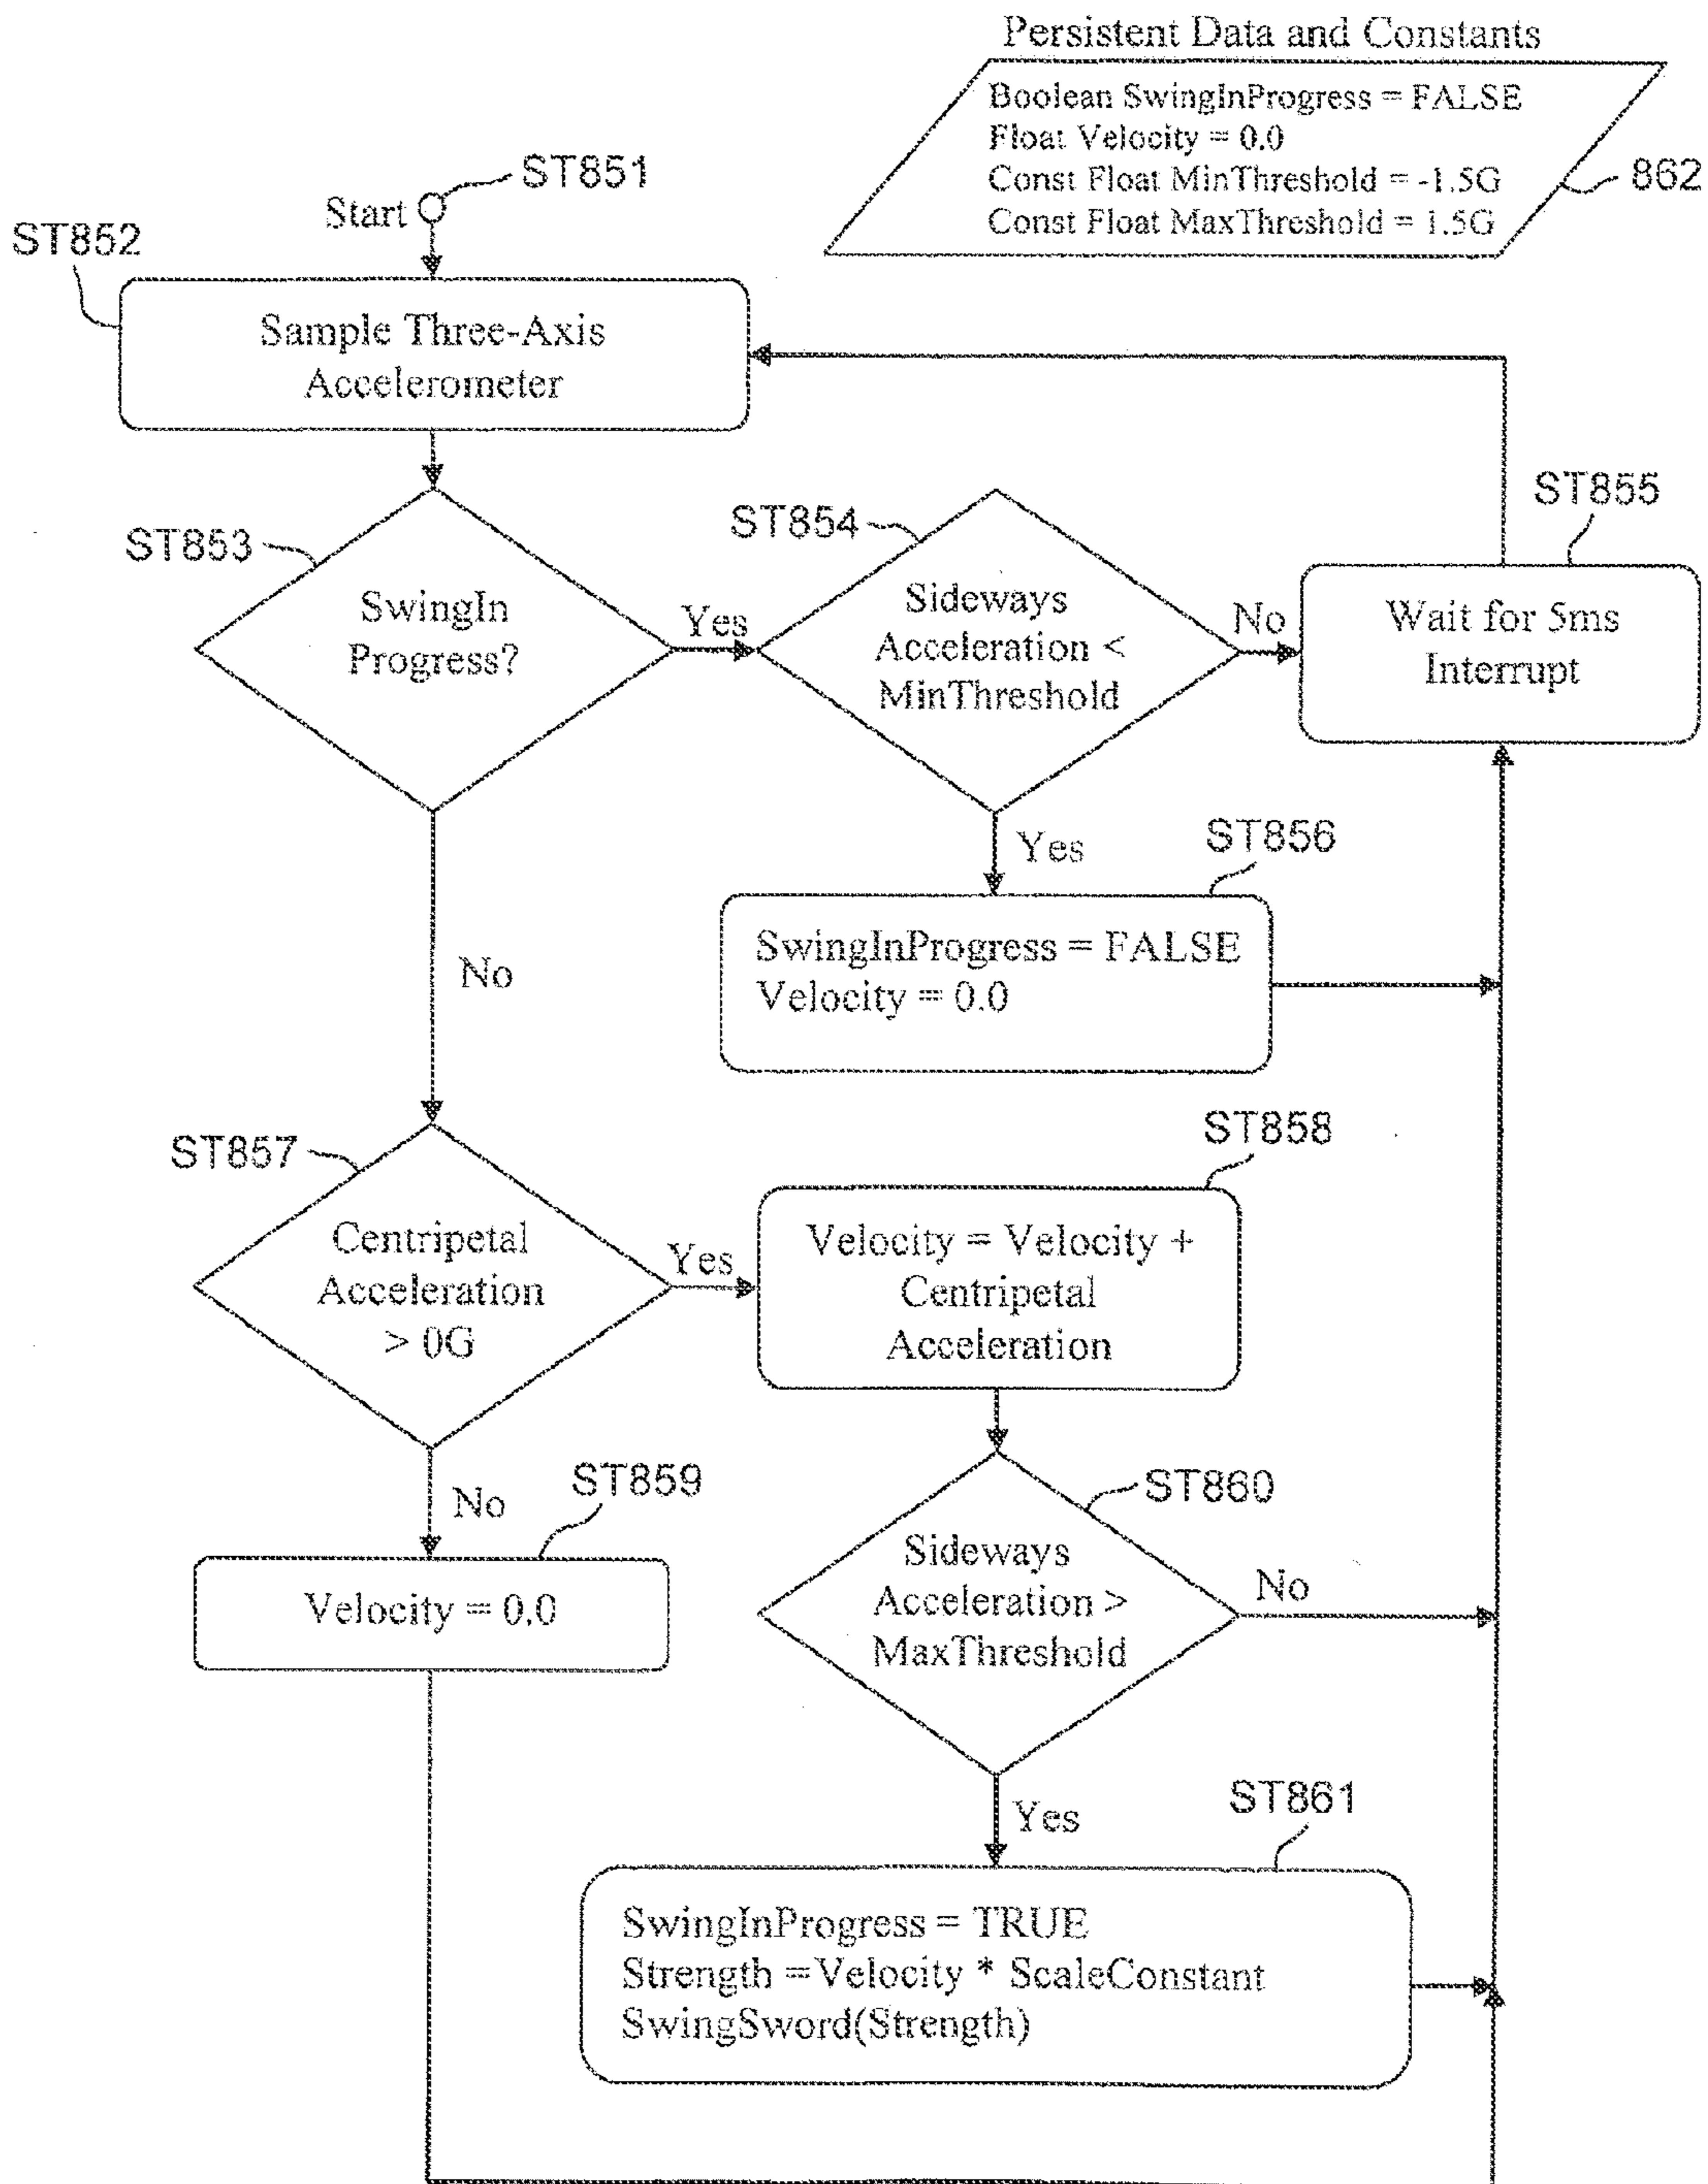 Persistent Data and Constants
Boolean SwingInProgress = FALSE
Float Velocity = 0.0
Const Float MinThreshold = -1.5G
Const Float MaxThreshold = 1.5G
862
ST851
Start
ST852
Sample Three-Axis
Accelerometer
ST853
SwingIn
Progress?
Yes
ST854
Sideways
Acceleration <
MinThreshold
No
ST855
Wait for 5ms
Interrupt
Yes
ST856
SwingInProgress = FALSE
Velocity = 0.0
No
ST857
Centripetal
Acceleration
> 0G
Yes
ST858
Velocity = Velocity +
Centripetal
Acceleration
No
ST859
Velocity = 0.0
ST860
Sideways
Acceleration >
MaxThreshold
No
Yes
ST861
SwingInProgress = TRUE
Strength =Velocity * ScaleConstant
SwingSword(Strength)